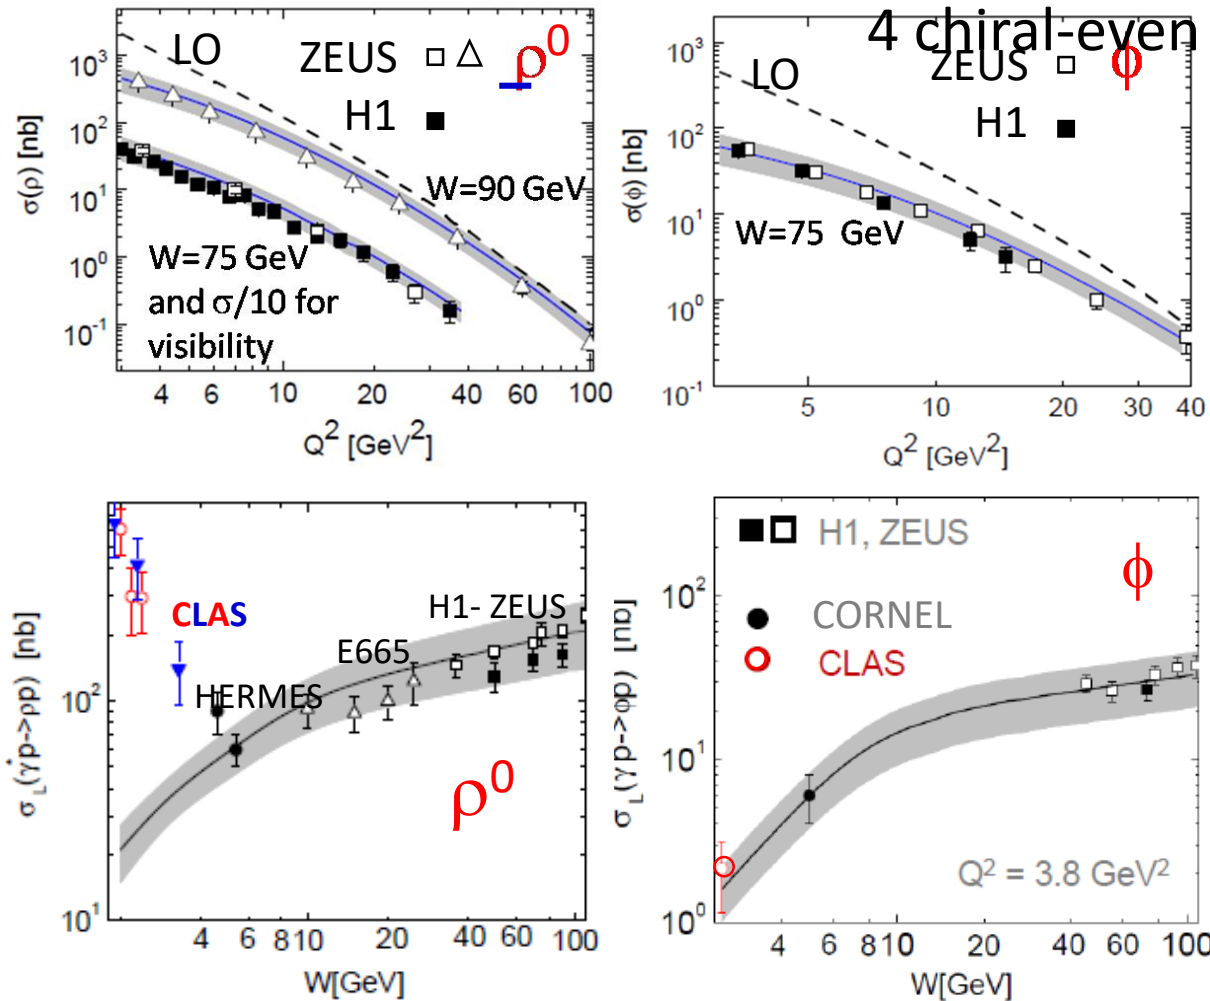 4 chiral-even
LO
ZEUS
ρ⁰
H1
W=90 GeV
W=75 GeV
and σ/10 for
visibility
σ(ρ) [nb]
10³
10²
10¹
10⁰
10⁻¹
4 6 10 20 40 60 100
Q² [GeV²]
LO
ZEUS
ϕ
H1
W=75 GeV
σ(ϕ) [nb]
10³
10²
10¹
10⁰
10⁻¹
5 10 20 30 40
Q² [GeV²]
CLAS
HERMES
E665
H1- ZEUS
ρ⁰
σL(γ*p->ρp) [nb]
10²
10¹
4 6 8 10 20 40 60 100
W[GeV]
H1, ZEUS
CORNEL
CLAS
ϕ
Q² = 3.8 GeV²
σL(γ p->ϕp) [nb]
10²
10¹
10⁰
4 6 8 10 20 40 60 100
W[GeV]